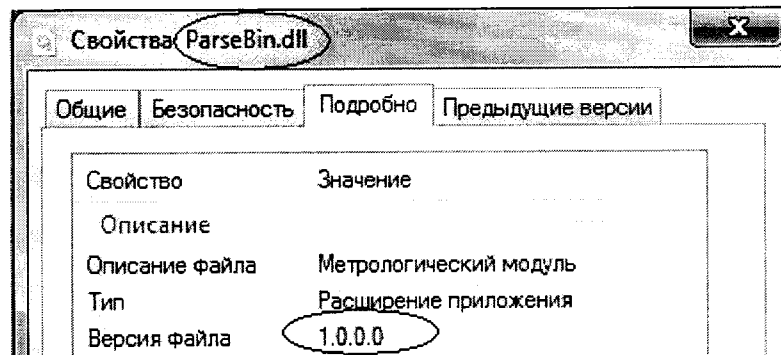 Свойства: ParseBin.dll
Общие Безопасность Подробно Предыдущие версии
Свойство Значение
Описание
Описание файла Метрологический модуль
Тип Расширение приложения
Версия файла 1.0.0.0